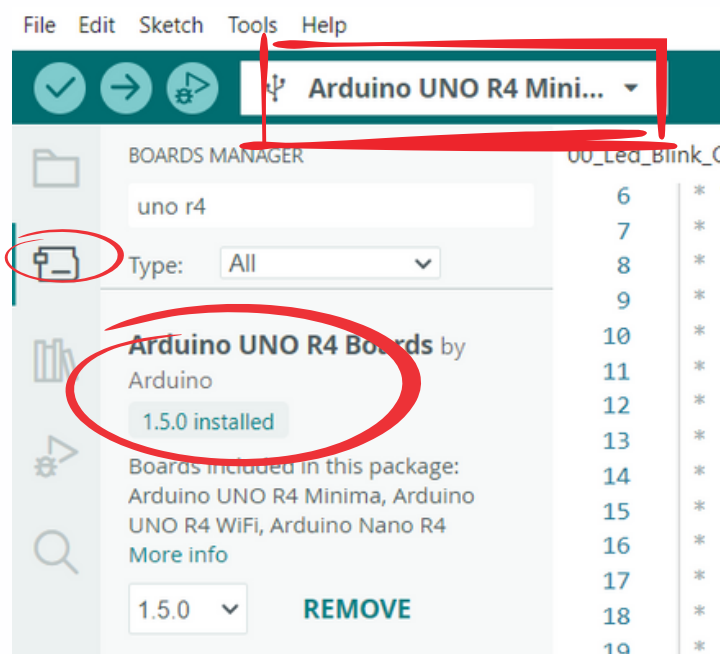 File Edit Sketch Tools Help
Arduino UNO R4 Mini...
BOARDS MANAGER
uno r4
Type: All
Arduino UNO R4 Boards by
Arduino
1.5.0 installed
Boards included in this package:
Arduino UNO R4 Minima, Arduino
UNO R4 WiFi, Arduino Nano R4
More info
1.5.0 REMOVE
00_Led_Blink_
6 *
7 *
8 *
9 *
10 *
11 *
12 *
13 *
14 *
15 *
16 *
17 *
18 *
19 *